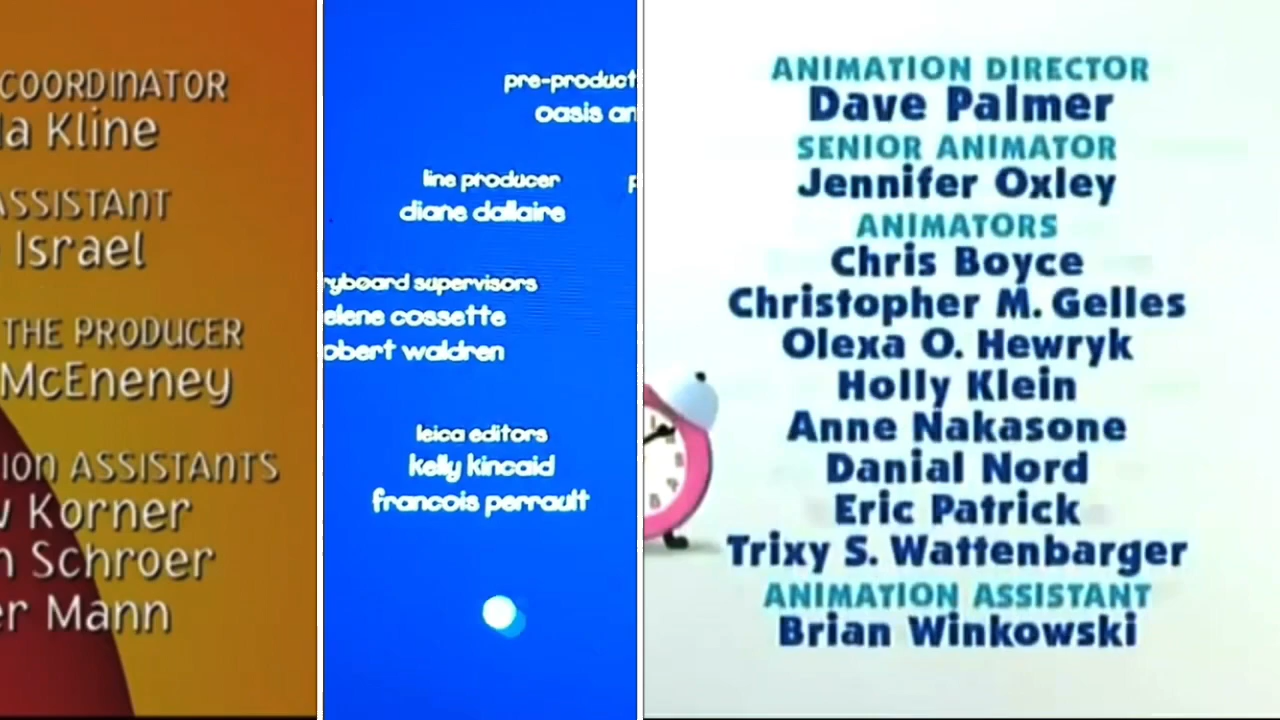 COORDINATOR
la Kline
ASSISTANT
Israel
THE PRODUCER
McEneney
ION ASSISTANTS
w Korner
n Schroer
er Mann
pre-product
oasis an
line producer
diane dallaire
ryboard supervisors
elene cossette
obert waldren
leica editors
kelly kincaid
francois perrault
ANIMATION DIRECTOR
Dave Palmer
SENIOR ANIMATOR
Jennifer Oxley
ANIMATORS
Chris Boyce
Christopher M. Gelles
Olexa O. Hewryk
Holly Klein
Anne Nakasone
Danial Nord
Eric Patrick
Trixy S. Wattenbarger
ANIMATION ASSISTANT
Brian Winkowski